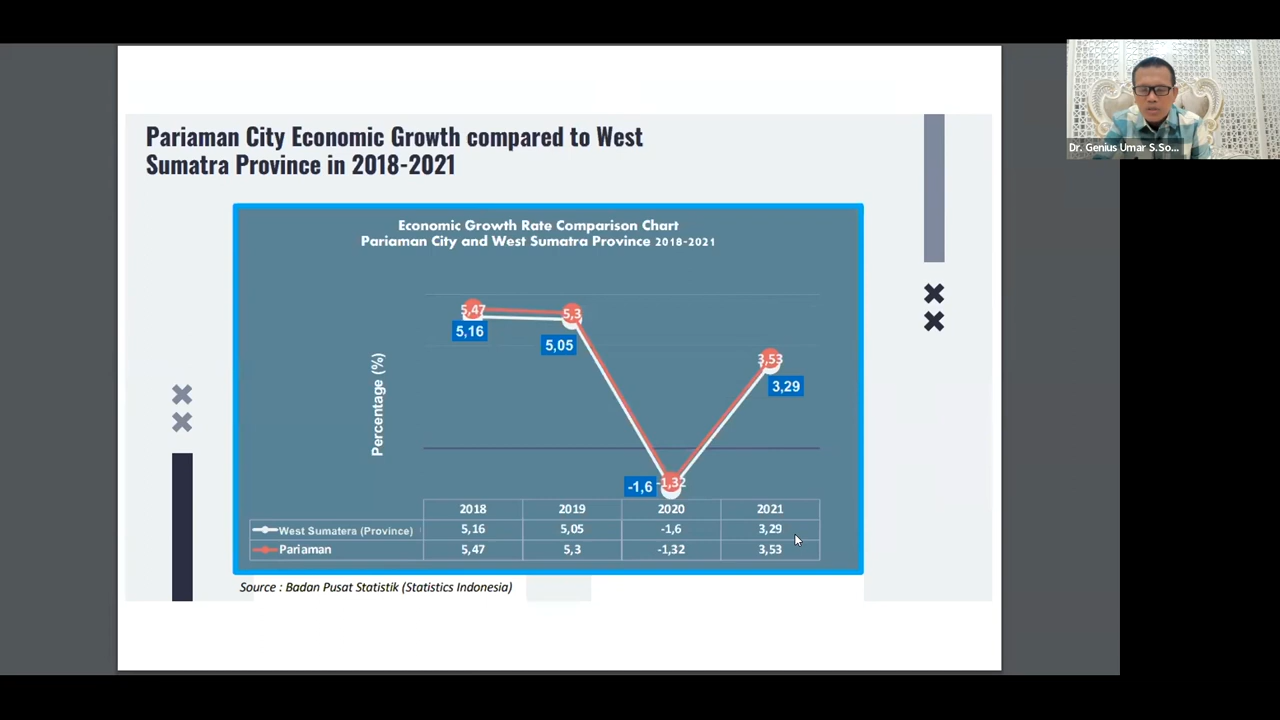 Pariaman City Economic Growth compared to West
Sumatra Province in 2018-2021
Dr. Genius Umar S.So...
Economic Growth Rate Comparison Chart
Pariaman City and West Sumatra Province 2018-2021
Percentage (%)
5,47
5,16
5,3
5,05
-1,6
-1,32
3,53
3,29
2018 2019 2020 2021
West Sumatera (Province) 5,16 5,05 -1,6 3,29
Pariaman 5,47 5,3 -1,32 3,53
Source : Badan Pusat Statistik (Statistics Indonesia)